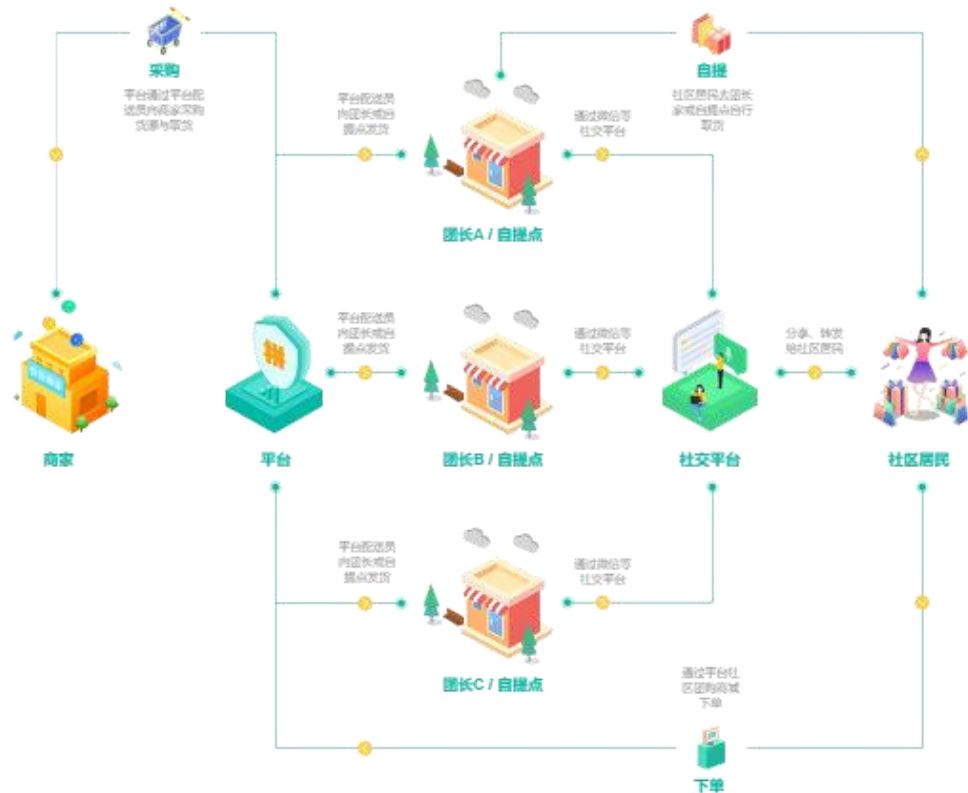 采购
平台通过平台配
送员向商家采购
货源与取货
自提
社区居民去团长
家或自提点自行
取货
平台配送员
向团长或自
提点发货
通过微信等
社交平台
团长A / 自提点
平台配送员
向团长或自
提点发货
通过微信等
社交平台
分享、转发
给社区居民
拼
商家
平台
团长B / 自提点
社交平台
社区居民
平台配送员
向团长或自
提点发货
通过微信等
社交平台
团长C / 自提点
通过平台社
区团购商城
下单
下单